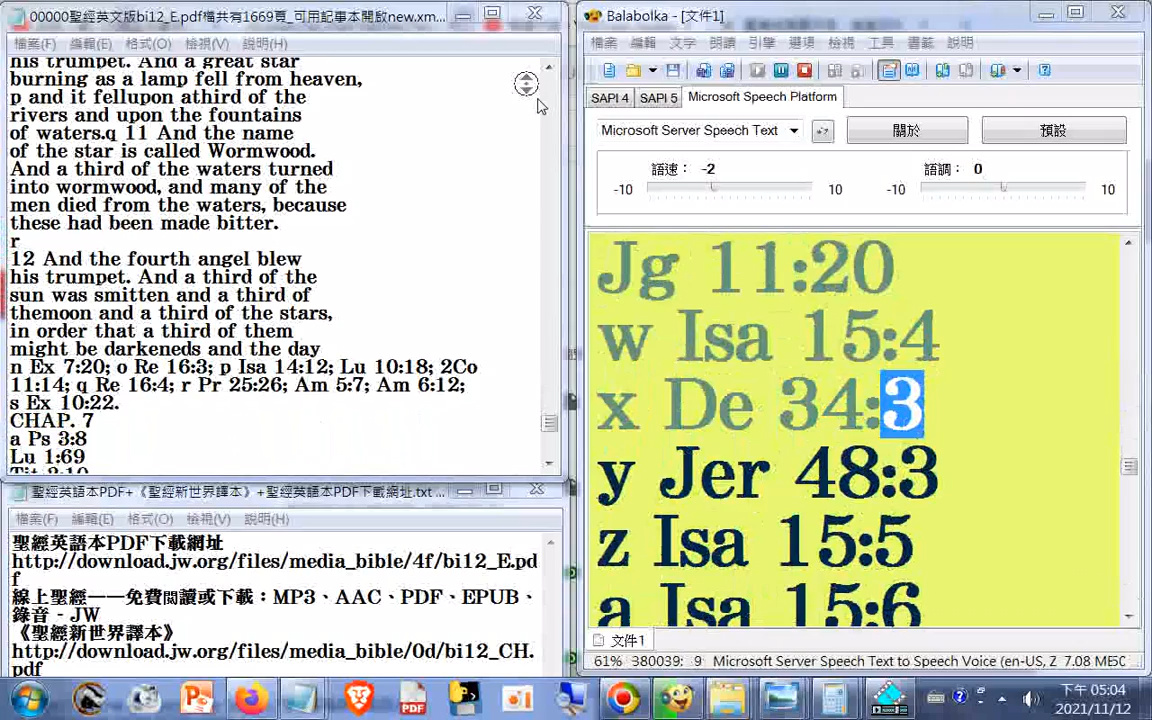 00000聖經英文版bi12_E.pdf檔共有1669頁_可用記事本開啟new.xm...
檔案(F) 編輯(E) 格式(O) 檢視(V) 說明(H)
his trumpet. And a great star
burning as a lamp fell from heaven,
p and it fellupon athird of the
rivers and upon the fountains
of waters.q 11 And the name
of the star is called Wormwood.
And a third of the waters turned
into wormwood, and many of the
men died from the waters, because
these had been made bitter.
r
12 And the fourth angel blew
his trumpet. And a third of the
sun was smitten and a third of
themoon and a third of the stars,
in order that a third of them
might be darkeneds and the day
n Ex 7:20; o Re 16:3; p Isa 14:12; Lu 10:18; 2Co
11:14; q Re 16:4; r Pr 25:26; Am 5:7; Am 6:12;
s Ex 10:22.
CHAP. 7
a Ps 3:8
Lu 1:69
聖經英語本PDF+《聖經新世界譯本》+聖經英語本PDF下載網址.txt ...
檔案(F) 編輯(E) 格式(O) 檢視(V) 說明(H)
聖經英語本PDF下載網址
http://download.jw.org/files/media_bible/4f/bi12_E.pd
f
線上聖經——免費閱讀或下載：MP3、AAC、PDF、EPUB、
錄音 - JW
《聖經新世界譯本》
http://download.jw.org/files/media_bible/0d/bi12_CH.
pdf
Balabolka - [文件1]
檔案 編輯 文字 朗讀 引擎 選項 檢視 工具 書籤 說明
SAPI 4 SAPI 5 Microsoft Speech Platform
Microsoft Server Speech Text 關於 預設
語速： -2 語調： 0
-10 10 -10 10
Jg 11:20
w Isa 15:4
x De 34:3
y Jer 48:3
z Isa 15:5
a Isa 15:6
文件1
61% 380039: 9 Microsoft Server Speech Text to Speech Voice (en-US, Z 7.08 ME
下午 05:04
2021/11/12